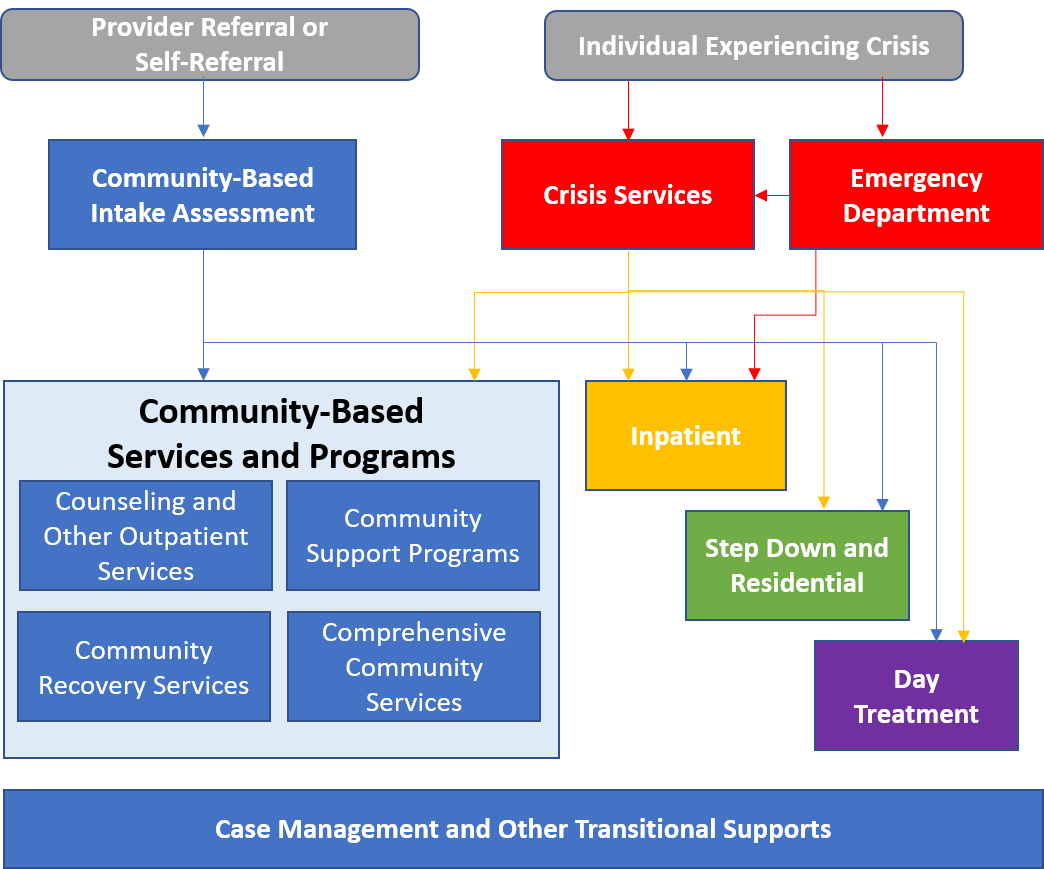 Provider Referral or
Self-Referral
Individual Experiencing Crisis
Community-Based
Intake Assessment
Crisis Services
Emergency
Department
Community-Based
Services and Programs
Counseling and
Other Outpatient
Services
Community
Support Programs
Community
Recovery Services
Comprehensive
Community
Services
Inpatient
Step Down and
Residential
Day
Treatment
Case Management and Other Transitional Supports